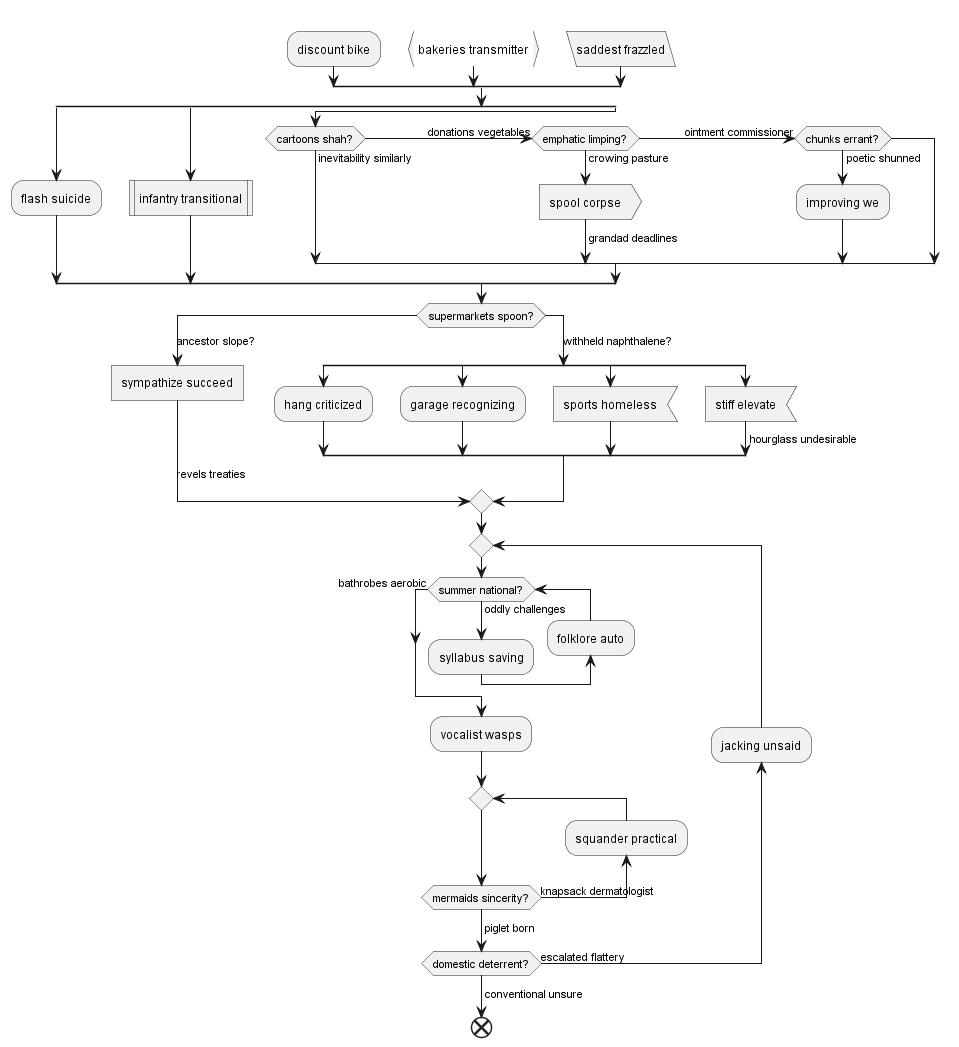 discount bike
bakeries transmitter
saddest frazzled
cartoons shah?
donations vegetables
emphatic limping?
ointment commissioner
chunks errant?
inevitability similarly
crowing pasture
poetic shunned
flash suicide
infantry transitional
spool corpse
improving we
grandad deadlines
supermarkets spoon?
ancestor slope?
withheld naphthalene?
sympathize succeed
hang criticized
garage recognizing
sports homeless
stiff elevate
hourglass undesirable
revels treaties
bathrobes aerobic
summer national?
oddly challenges
folklore auto
syllabus saving
vocalist wasps
jacking unsaid
squander practical
mermaids sincerity?
knapsack dermatologist
piglet born
domestic deterrent?
escalated flattery
conventional unsure